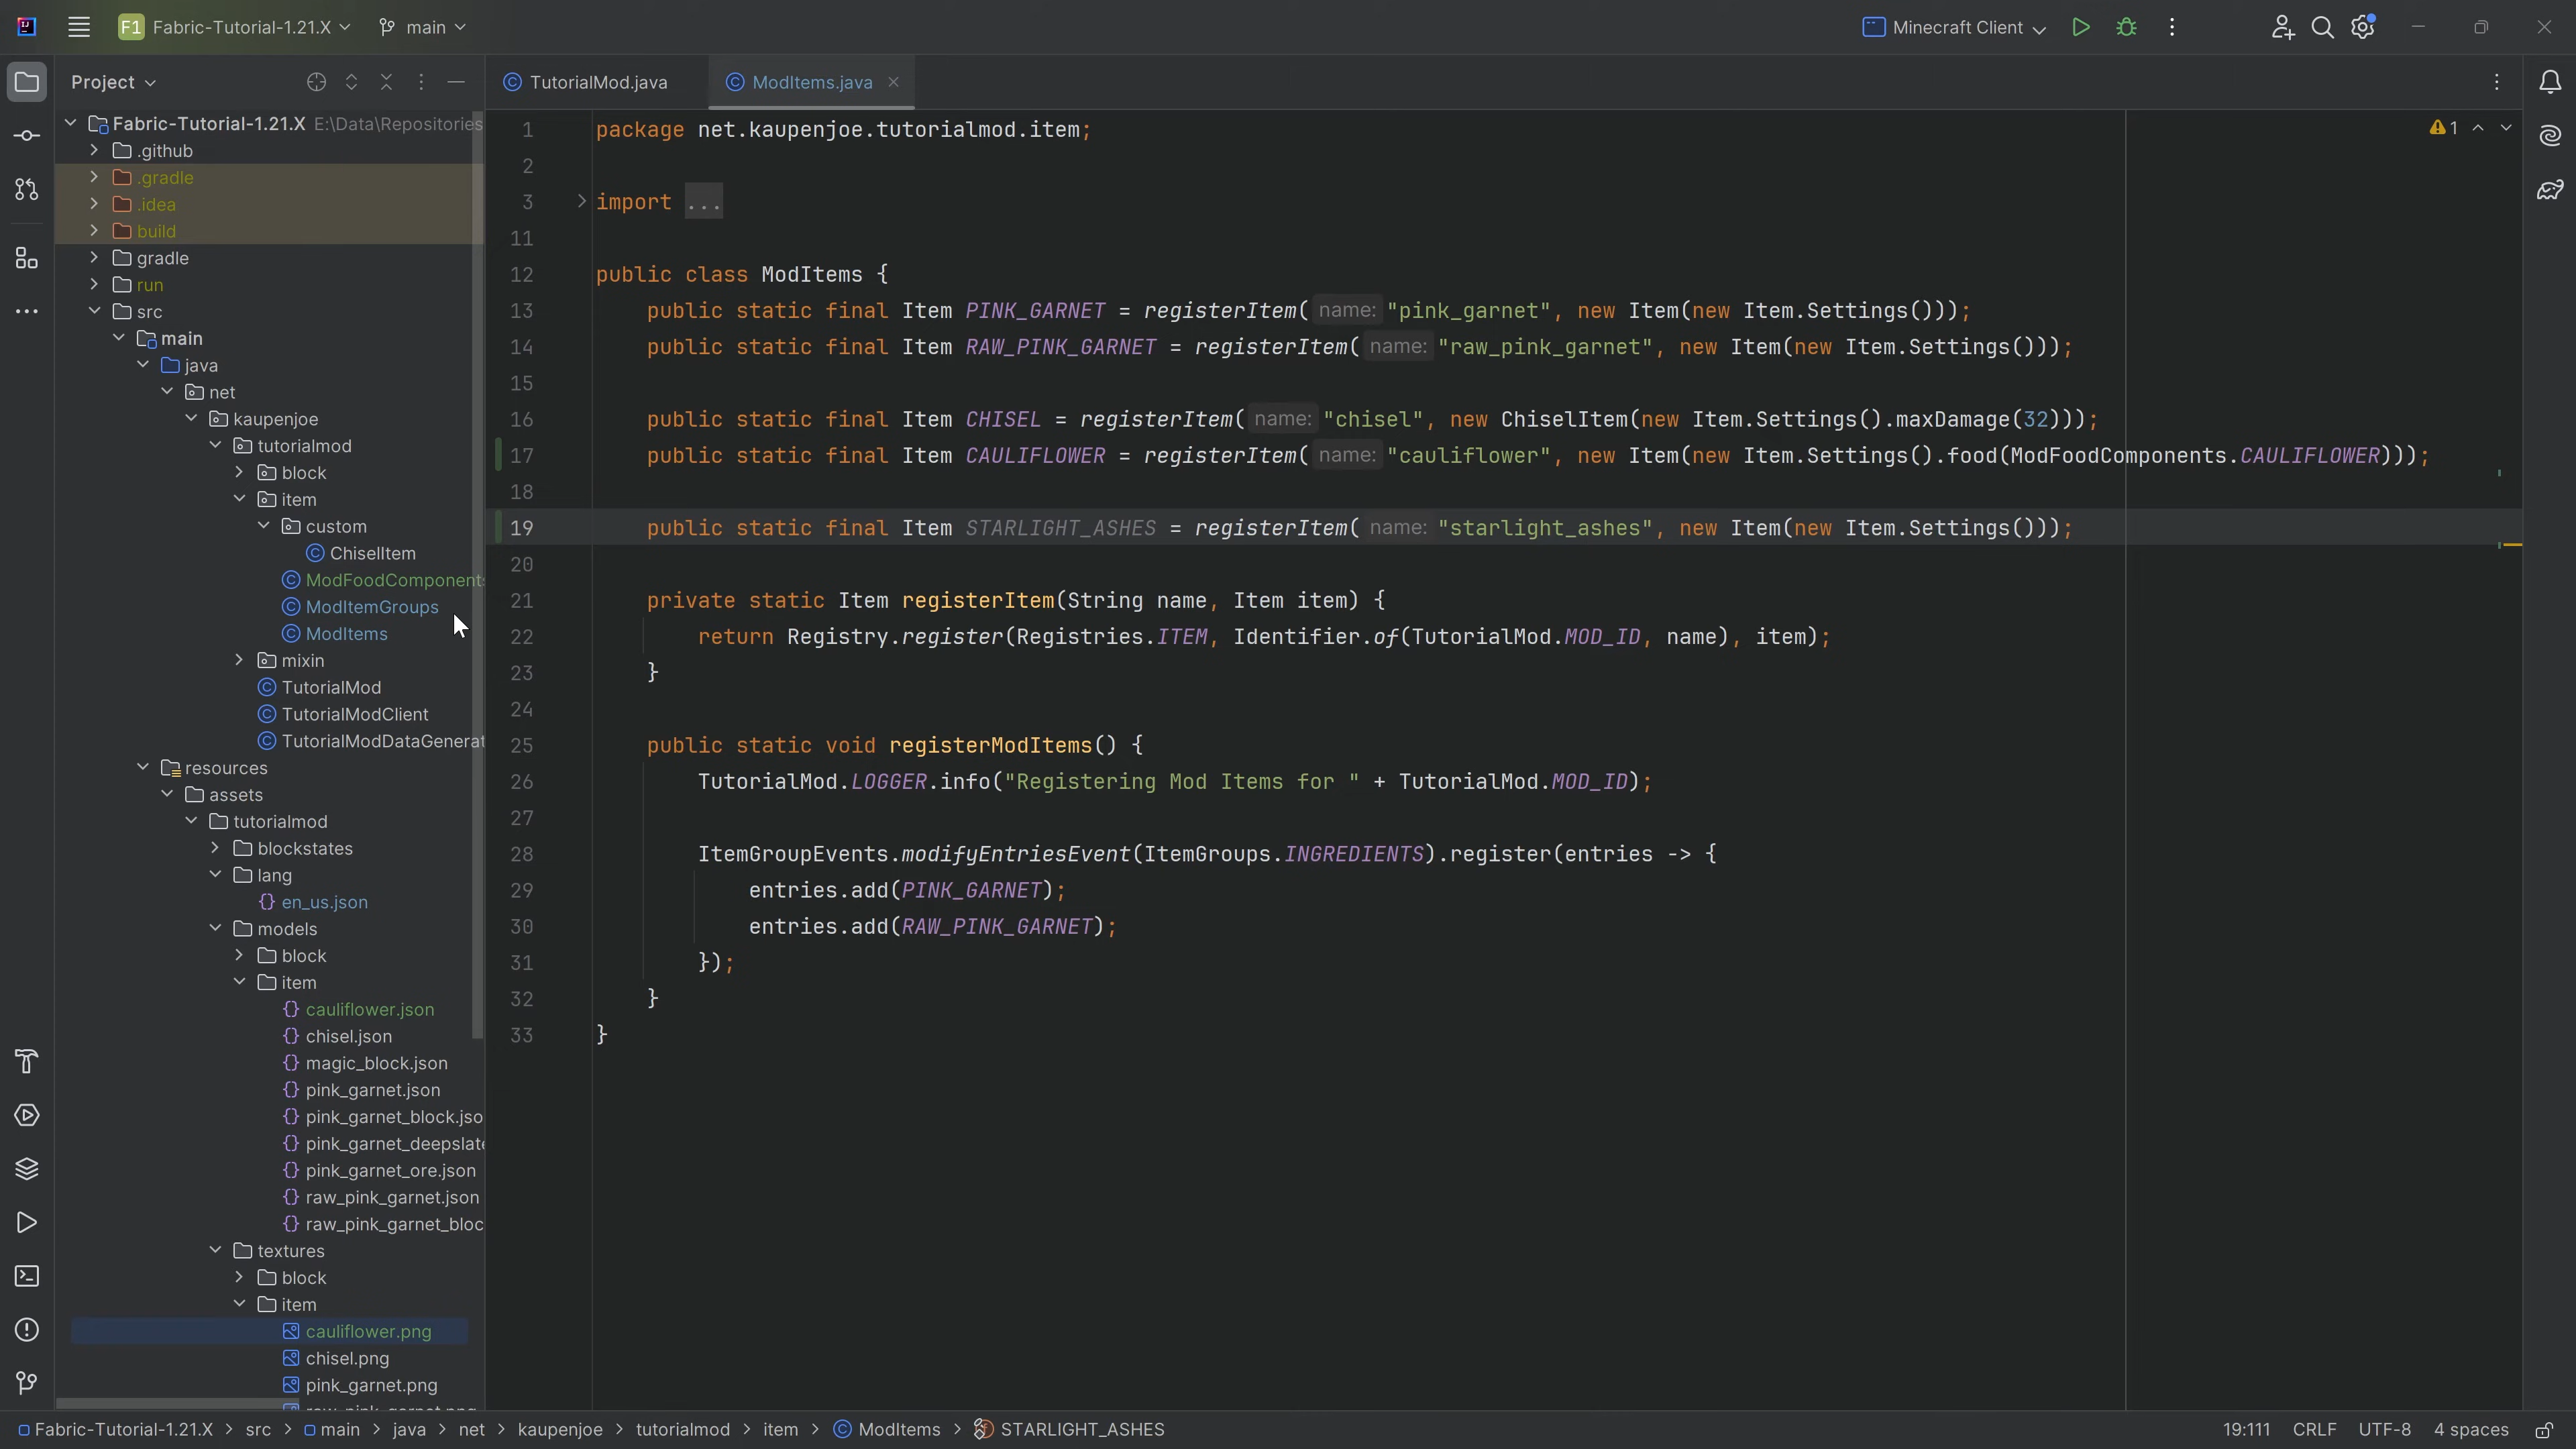 F1 Fabric-Tutorial-1.21.X main Minecraft Client
Project
Fabric-Tutorial-1.21.X E:\Data\Repositories
.github
.gradle
.idea
build
gradle
run
src
main
java
net
kaupenjoe
tutorialmod
block
item
custom
ChiselItem
ModFoodComponents
ModItemGroups
ModItems
mixin
TutorialMod
TutorialModClient
TutorialModDataGenerat
resources
assets
tutorialmod
blockstates
lang
{} en_us.json
models
block
item
{} cauliflower.json
{} chisel.json
{} magic_block.json
{} pink_garnet.json
{} pink_garnet_block.jso
{} pink_garnet_deepslate
{} pink_garnet_ore.json
{} raw_pink_garnet.json
{} raw_pink_garnet_bloc
textures
block
item
cauliflower.png
chisel.png
pink_garnet.png
raw_pink_garnet.png
TutorialMod.java ModItems.java
1
1 package net.kaupenjoe.tutorialmod.item;
2
3 import ...
11
12 public class ModItems {
13 public static final Item PINK_GARNET = registerItem( name: "pink_garnet", new Item(new Item.Settings()));
14 public static final Item RAW_PINK_GARNET = registerItem( name: "raw_pink_garnet", new Item(new Item.Settings()));
15
16 public static final Item CHISEL = registerItem( name: "chisel", new ChiselItem(new Item.Settings().maxDamage(32)));
17 public static final Item CAULIFLOWER = registerItem( name: "cauliflower", new Item(new Item.Settings().food(ModFoodComponents.CAULIFLOWER)));
18
19 public static final Item STARLIGHT_ASHES = registerItem( name: "starlight_ashes", new Item(new Item.Settings()));
20
21 private static Item registerItem(String name, Item item) {
22 return Registry.register(Registries.ITEM, Identifier.of(TutorialMod.MOD_ID, name), item);
23 }
24
25 public static void registerModItems() {
26 TutorialMod.LOGGER.info("Registering Mod Items for " + TutorialMod.MOD_ID);
27
28 ItemGroupEvents.modifyEntriesEvent(ItemGroups.INGREDIENTS).register(entries -> {
29 entries.add(PINK_GARNET);
30 entries.add(RAW_PINK_GARNET);
31 });
32 }
33 }
Fabric-Tutorial-1.21.X > src > main > java > net > kaupenjoe > tutorialmod > item > ModItems > STARLIGHT_ASHES 19:111 CRLF UTF-8 4 spaces